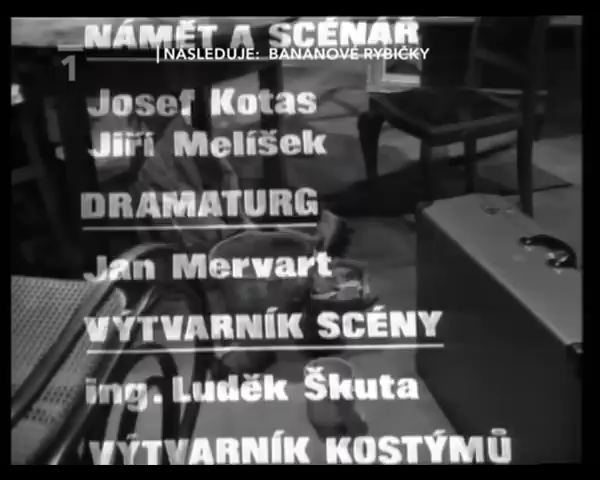 NÁMĚT A SCÉNÁŘ
1
NÁSLEDUJE: BANÁNOVÉ RYBIČKY
Josef Kotas
Jiří Melíšek
DRAMATURG
Jan Mervart
VÝTVARNÍK SCÉNY
ing. Luděk Škuta
VÝTVARNÍK KOSTÝMŮ